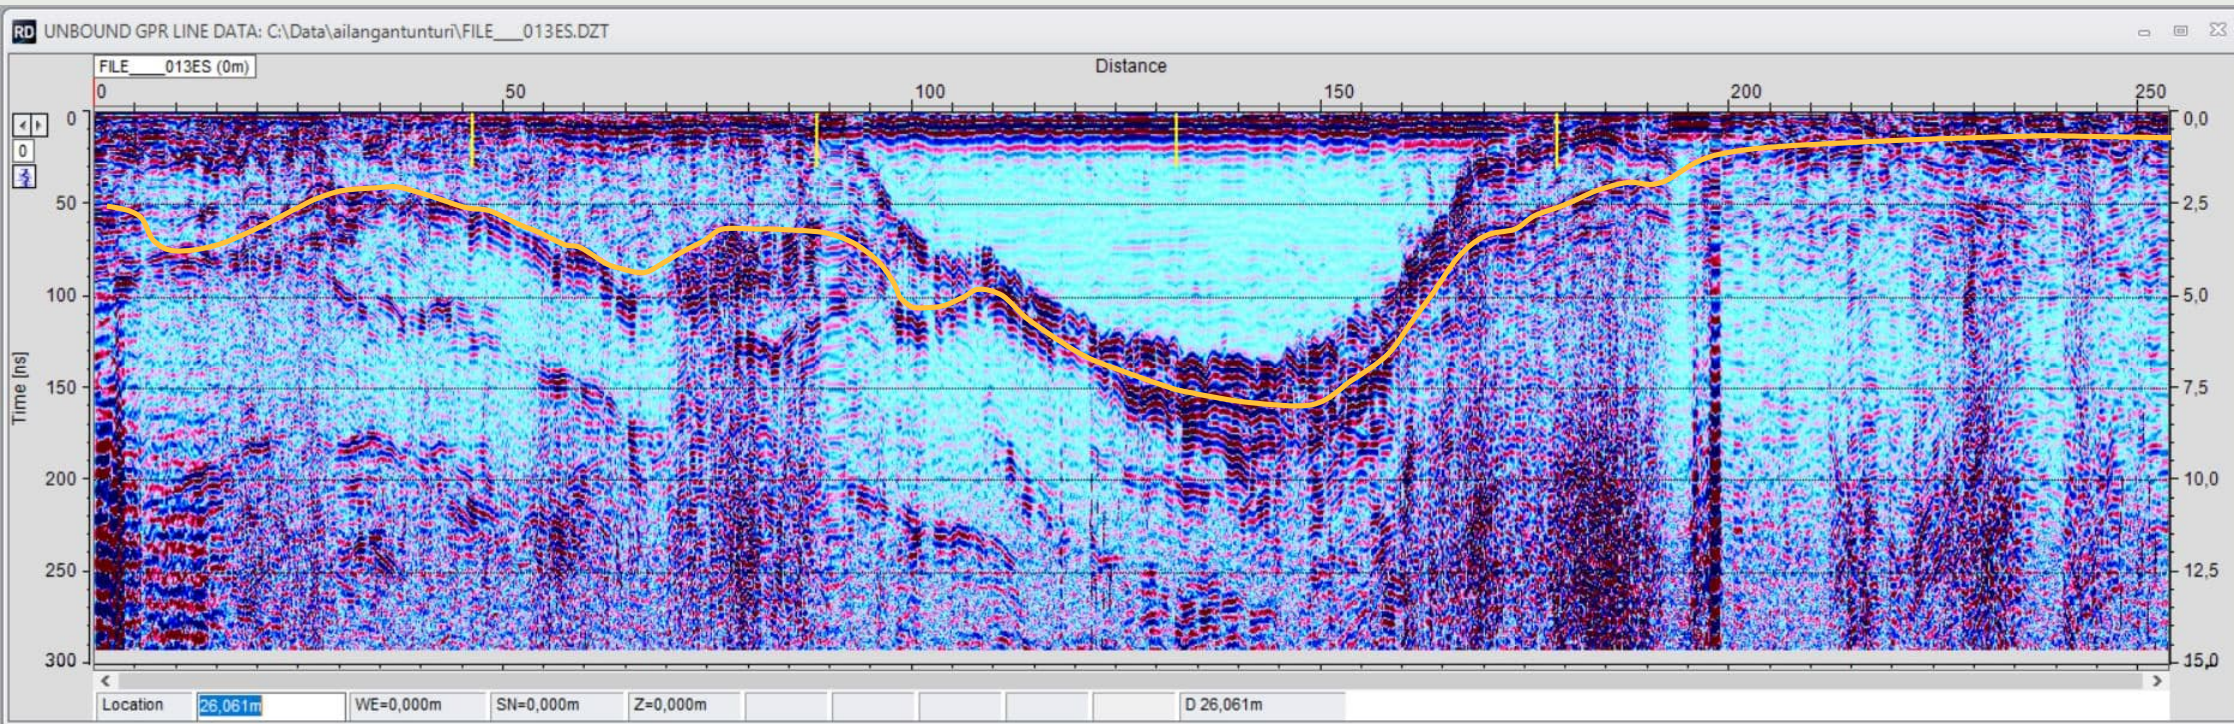 RD UNBOUND GPR LINE DATA: C:\Data\ailangantunturi\FILE___013ES.DZT
FILE____013ES (0m)
Distance
0 50 100 150 200 250
0 0,0
0
50 2,5
100 5,0
Time [ns]
150 7,5
200 10,0
250 12,5
300 15,0
Location 26,061m WE=0,000m SN=0,000m Z=0,000m D 26,061m